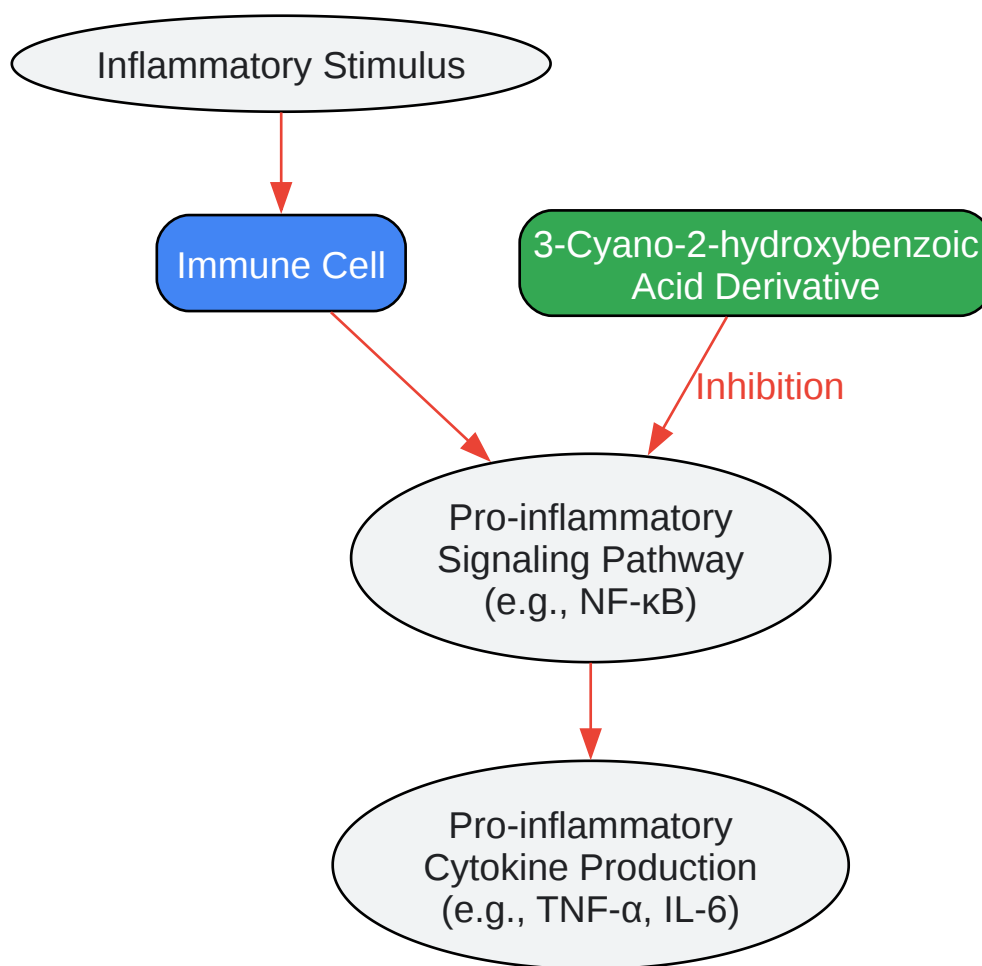 Inflammatory Stimulus
Immune Cell
3-Cyano-2-hydroxybenzoic
Acid Derivative
Inhibition
Pro-inflammatory
Signaling Pathway
(e.g., NF-κB)
Pro-inflammatory
Cytokine Production
(e.g., TNF-α, IL-6)